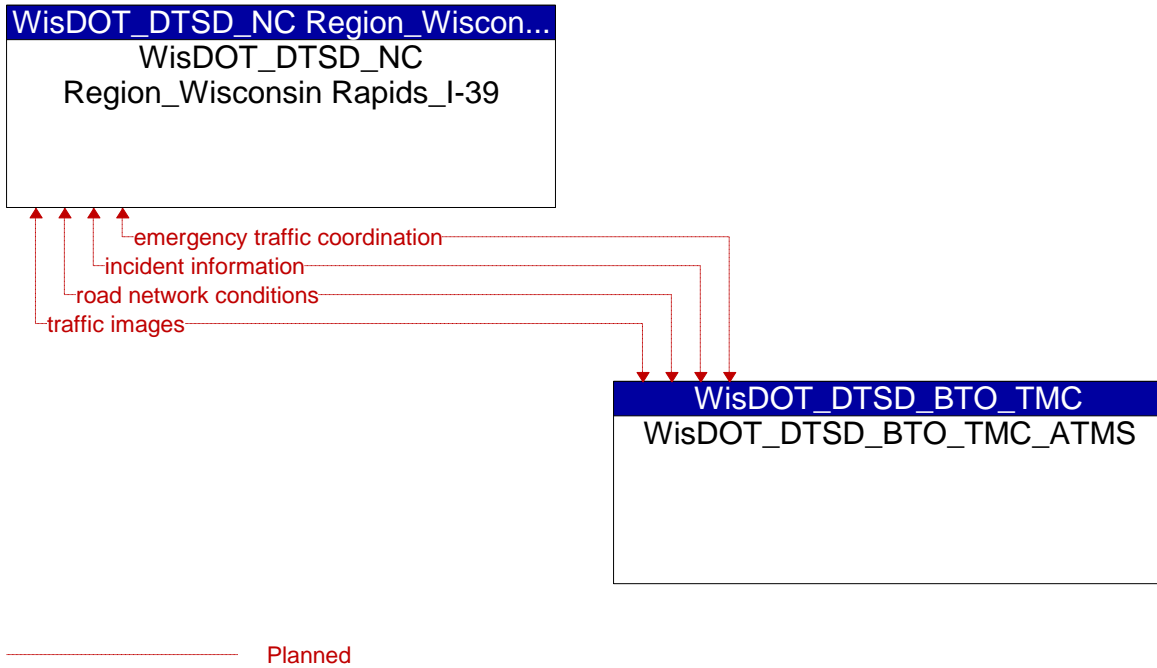 WisDOT_DTSD_NC Region_Wiscon...
WisDOT_DTSD_NC
Region_Wisconsin Rapids_I-39
emergency traffic coordination
incident information
road network conditions
traffic images
WisDOT_DTSD_BTO_TMC
WisDOT_DTSD_BTO_TMC_ATMS
Planned